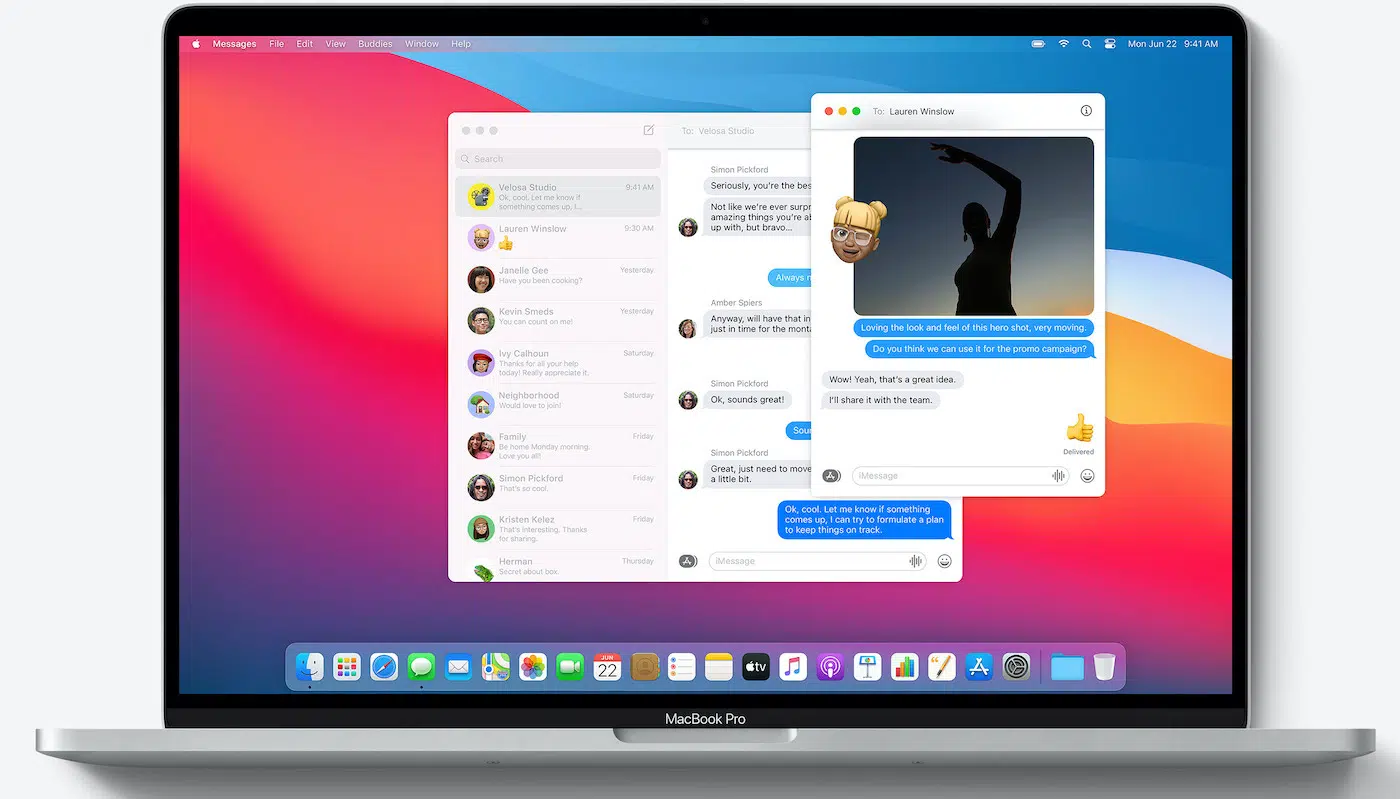 Messages File Edit View Buddies Window Help
Mon Jun 22 9:41 AM
Search
Velosa Studio 9:41 AM
Ok, cool. Let me know if
something comes up, I...
Lauren Winslow 9:30 AM
Janelle Gee Yesterday
Have you been cooking?
Kevin Smeds Yesterday
You can count on me!
Ivy Calhoun Saturday
Thanks for all your help
today! Really appreciate it.
Neighborhood Saturday
Would love to join!
Family Friday
Be home Monday morning.
Love you all!
Simon Pickford Friday
That's so cool.
Kristen Kelez Friday
That's interesting. Thanks
for sharing.
Herman Thursday
Secret about box.
To: Velosa Studio
Simon Pickford
Seriously, you're the bes
Not like we're ever surpr
amazing things you're ab
up with, but bravo...
Always n
Amber Spiers
Anyway, will have that in
just in time for the monta
Simon Pickford
Ok, sounds great!
Soun
Simon Pickford
Great, just need to move
a little bit.
Ok, cool. Let me know if something
comes up, I can try to formulate a plan
to keep things on track.
iMessage
To: Lauren Winslow
Loving the look and feel of this hero shot, very moving.
Do you think we can use it for the promo campaign?
Wow! Yeah, that's a great idea.
I'll share it with the team.
Delivered
iMessage
JUN
22
tv
MacBook Pro